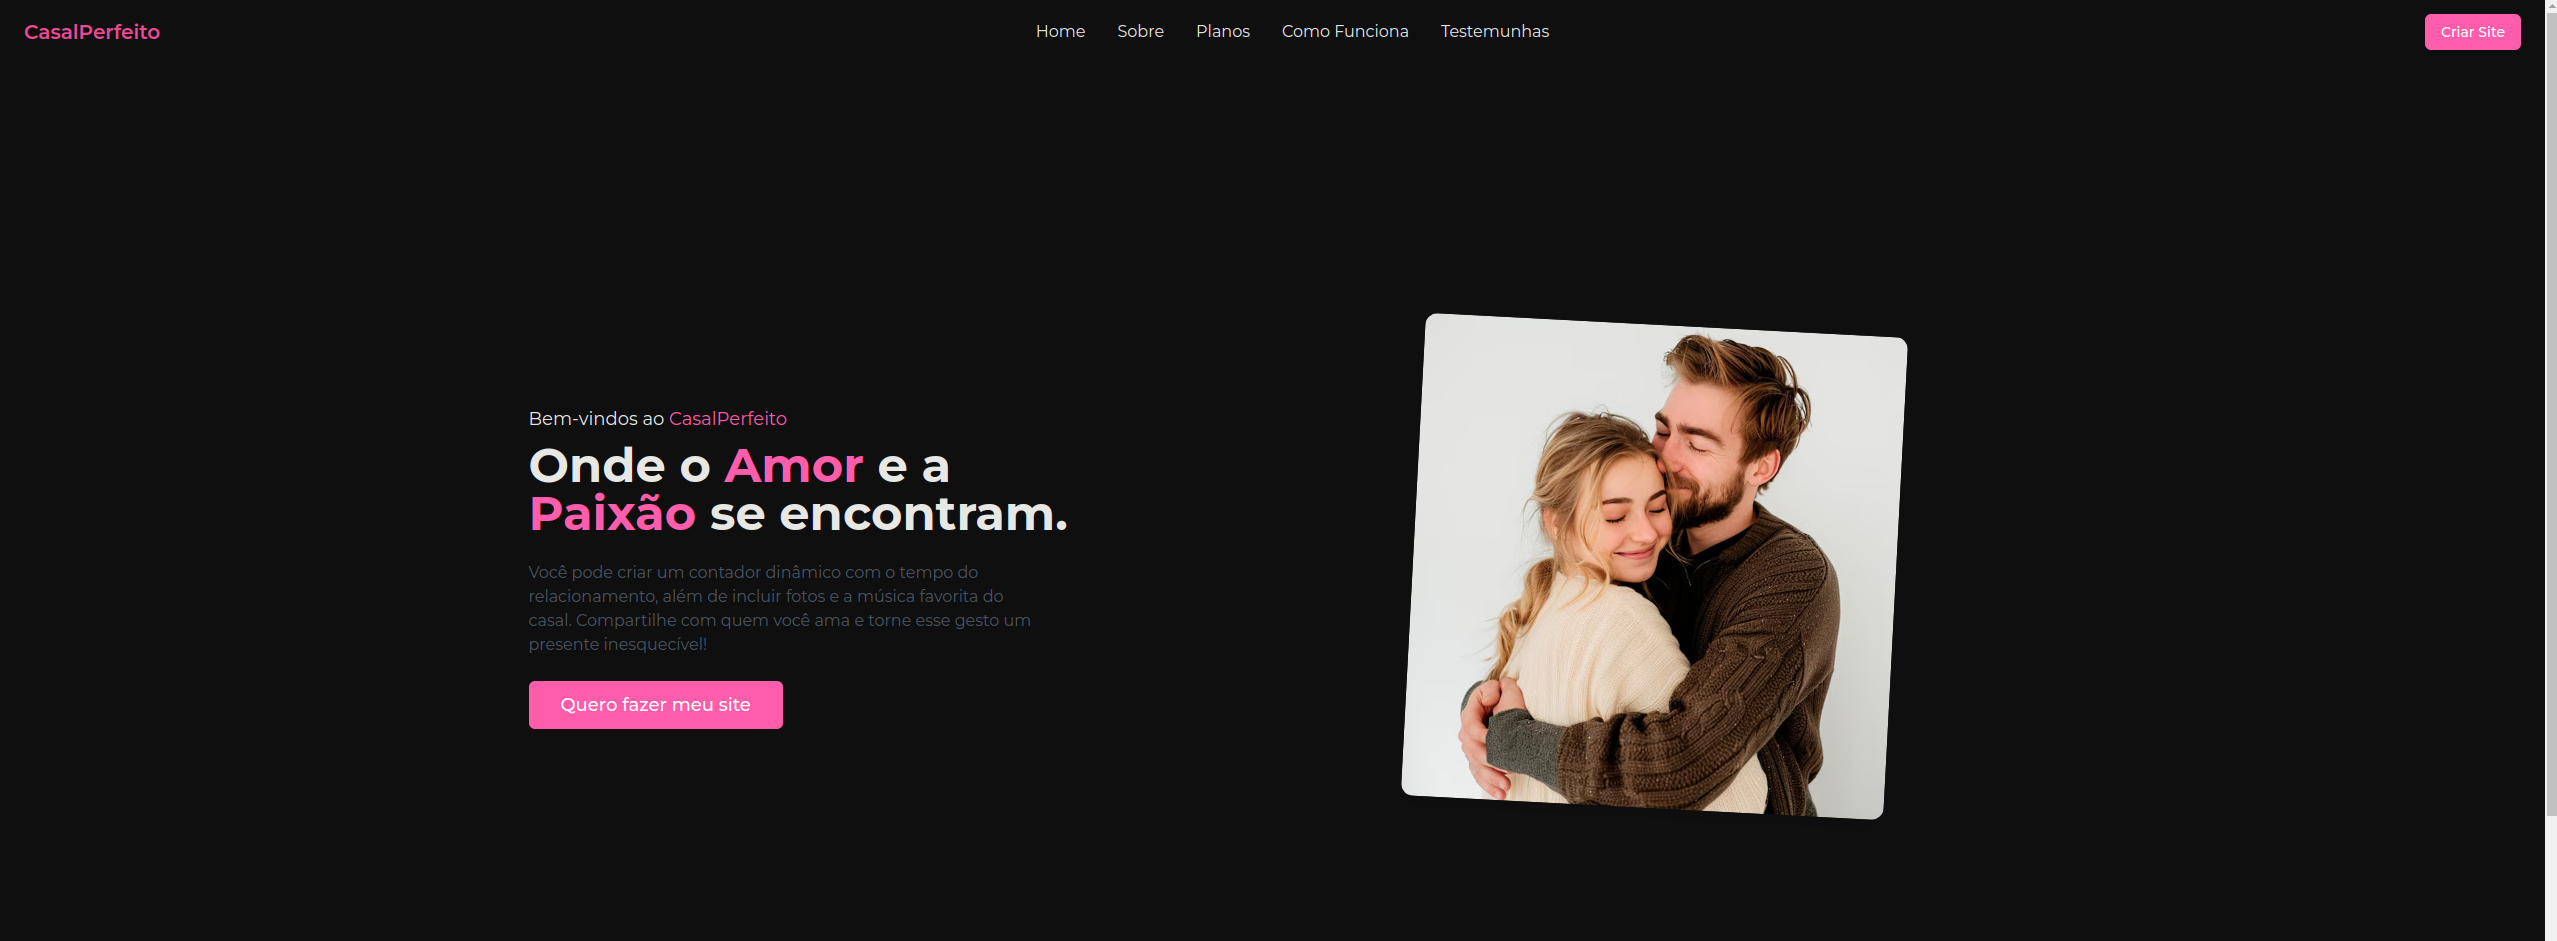 CasalPerfeito
Home
Sobre
Planos
Como Funciona
Testemunhas
Criar Site
Bem-vindos ao CasalPerfeito
Onde o Amor e a
Paixão se encontram.
Você pode criar um contador dinâmico com o tempo do
relacionamento, além de incluir fotos e a música favorita do
casal. Compartilhe com quem você ama e torne esse gesto um
presente inesquecível!
Quero fazer meu site